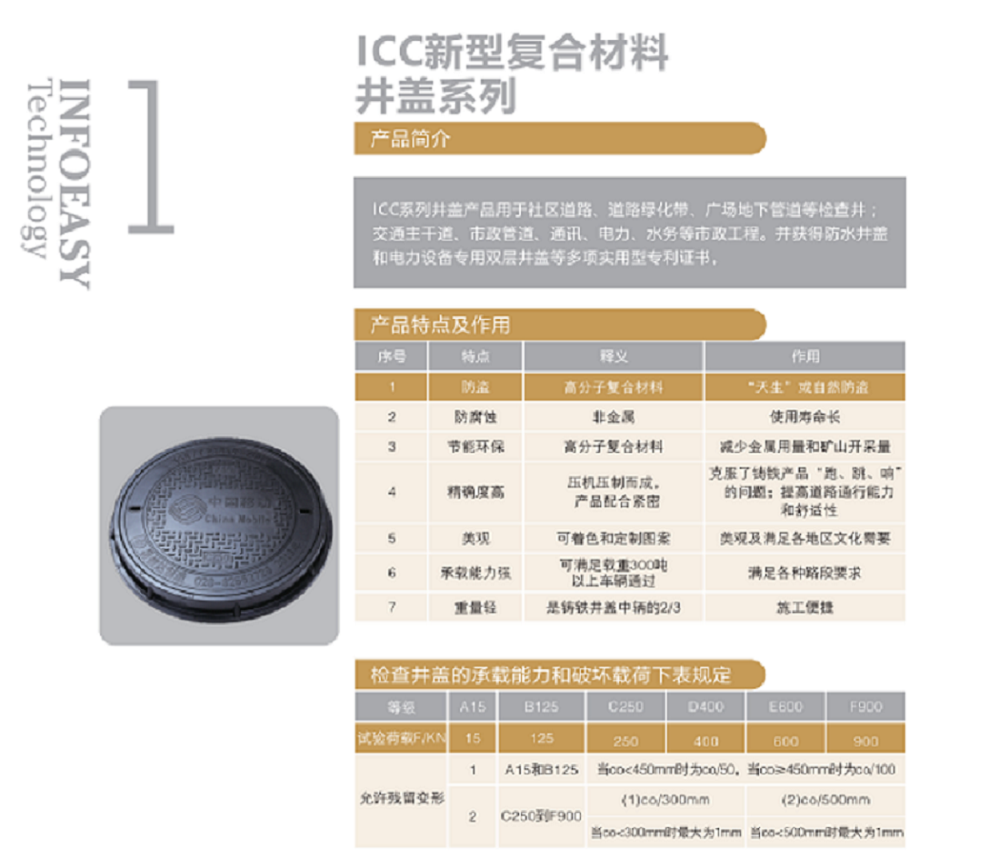 INFOEASY
Technology
1
ICC新型复合材料
井盖系列
产品简介
ICC系列井盖产品用于社区道路、道路绿化带、广场地下管道等检查井；
交通主干道、市政管道、通讯、电力、水务等市政工程。并获得防水井盖
和电力设备专用双层井盖等多项实用型专利证书。
产品特点及作用
序号 特点 释义 作用
1 防盗 高分子复合材料 “天生”或自然防盗
2 防腐蚀 非金属 使用寿命长
3 节能环保 高分子复合材料 减少金属用量和矿山开采量
4 精确度高 压机压制而成，
产品配合紧密
克服了铸铁产品“跑、跳、响”
的问题；提高道路通行能力
和舒适性
5 美观 可着色和定制图案 美观及满足各地区文化需要
6 承载能力强 可满足载重300吨
以上车辆通过
满足各种路段要求
7 重量轻 是铸铁井盖中辆的2/3 施工便捷
中国移动
China Mobile
检查井盖的承载能力和破坏载荷下表规定
等级 A15 B125 C250 D400 E600 F900
试验荷载F/KN 15 125 250 400 600 900
允许残留变形
1 A15和B125 当co<450mm时为co/50，当co≥450mm时为co/100
2 C250到F900 (1)co/300mm (2)co/500mm
当co<300mm时最大为1mm 当co<500mm时最大为1mm